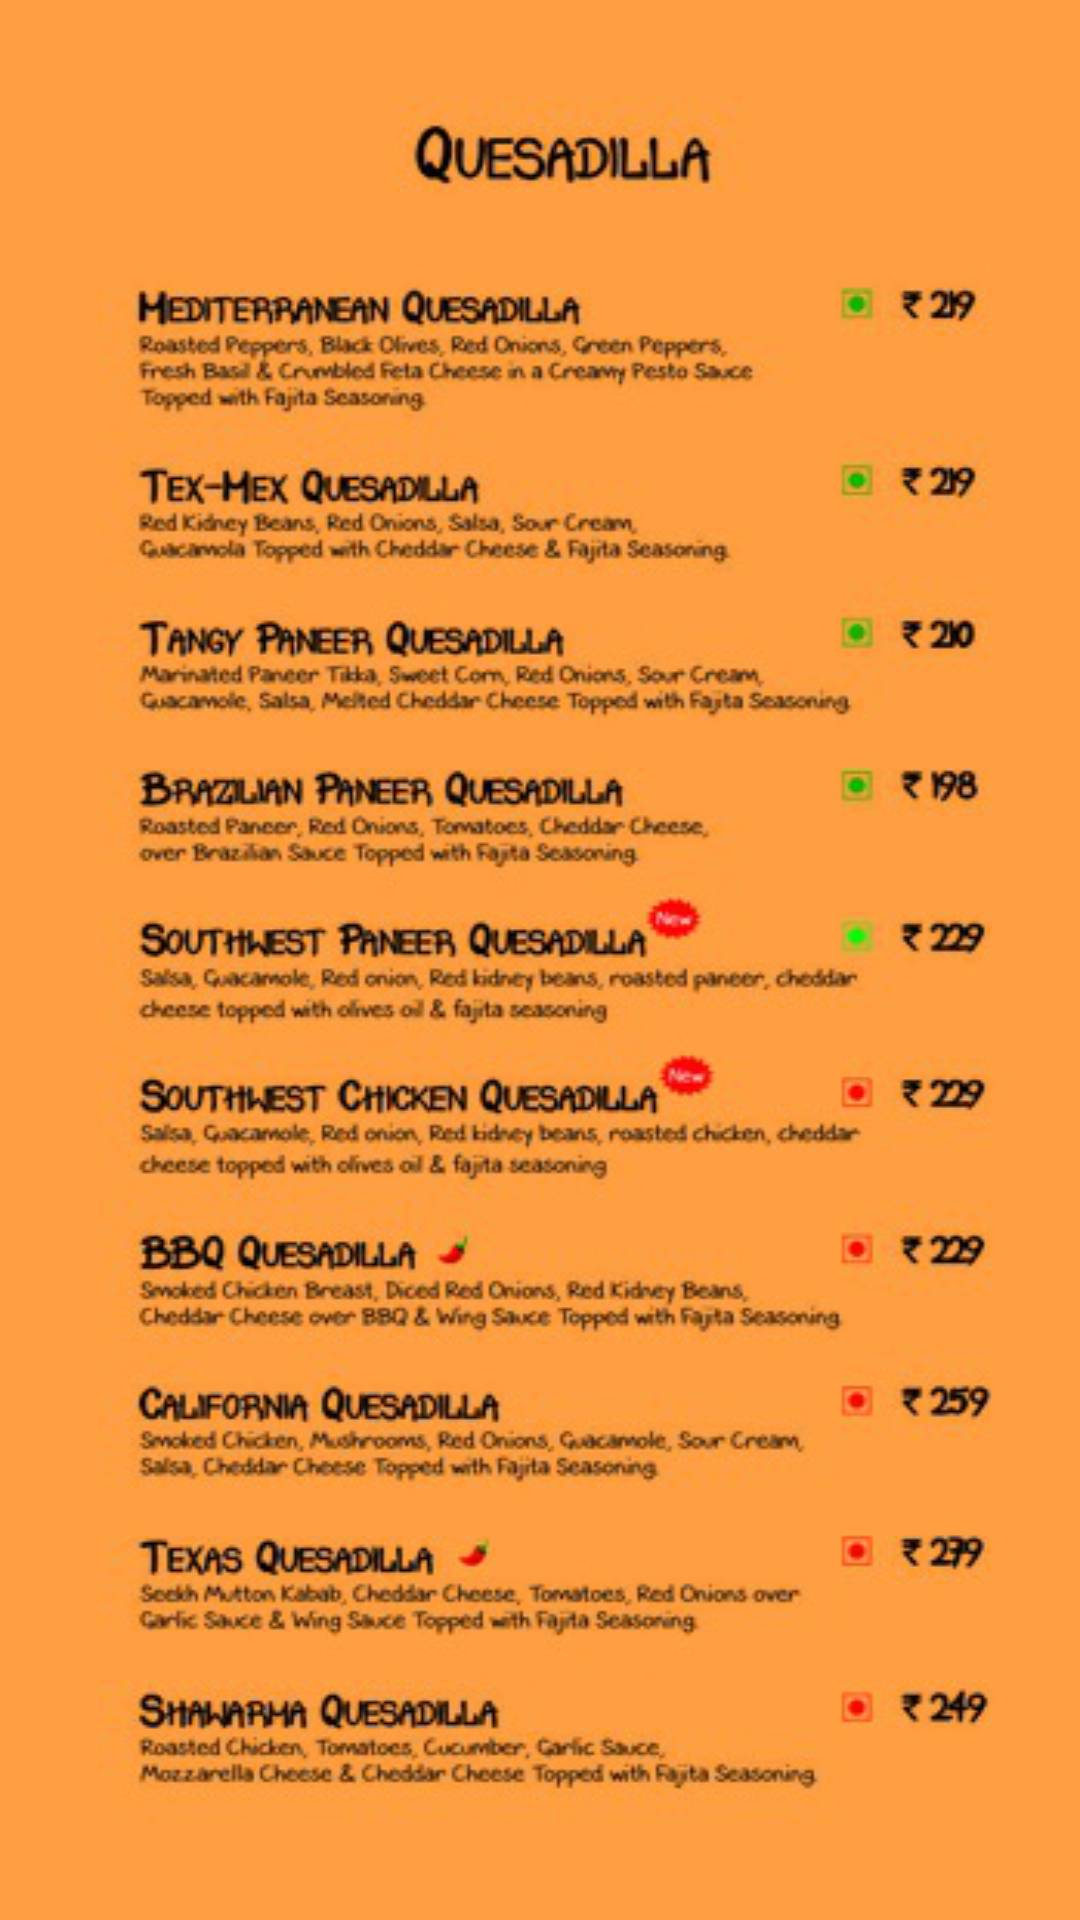 QUESADILLA
MEDITERRANEAN QUESADILLA ₹ 219
Roasted Peppers, Black Olives, Red Onions, Green Peppers,
Fresh Basil & Crumbled Feta Cheese in a Creamy Pesto Sauce
Topped with Fajita Seasoning.
TEX-MEX QUESADILLA ₹ 219
Red Kidney Beans, Red Onions, Salsa, Sour Cream,
Guacamola Topped with Cheddar Cheese & Fajita Seasoning.
TANGY PANEER QUESADILLA ₹ 210
Marinated Paneer Tikka, Sweet Corn, Red Onions, Sour Cream,
Guacamole, Salsa, Melted Cheddar Cheese Topped with Fajita Seasoning.
BRAZILIAN PANEER QUESADILLA ₹ 198
Roasted Paneer, Red Onions, Tomatoes, Cheddar Cheese,
over Brazilian Sauce Topped with Fajita Seasoning.
SOUTHWEST PANEER QUESADILLA New ₹ 229
Salsa, Guacamole, Red onion, Red kidney beans, roasted paneer, cheddar
cheese topped with olives oil & fajita seasoning
SOUTHWEST CHICKEN QUESADILLA New ₹ 229
Salsa, Guacamole, Red onion, Red kidney beans, roasted chicken, cheddar
cheese topped with olives oil & fajita seasoning
BBQ QUESADILLA ₹ 229
Smoked Chicken Breast, Diced Red Onions, Red Kidney Beans,
Cheddar Cheese over BBQ & Wing Sauce Topped with Fajita Seasoning.
CALIFORNIA QUESADILLA ₹ 259
Smoked Chicken, Mushrooms, Red Onions, Guacamole, Sour Cream,
Salsa, Cheddar Cheese Topped with Fajita Seasoning.
TEXAS QUESADILLA ₹ 279
Seekh Mutton Kabab, Cheddar Cheese, Tomatoes, Red Onions over
Garlic Sauce & Wing Sauce Topped with Fajita Seasoning.
SHAWARMA QUESADILLA ₹ 249
Roasted Chicken, Tomatoes, Cucumber, Garlic Sauce,
Mozzarella Cheese & Cheddar Cheese Topped with Fajita Seasoning.